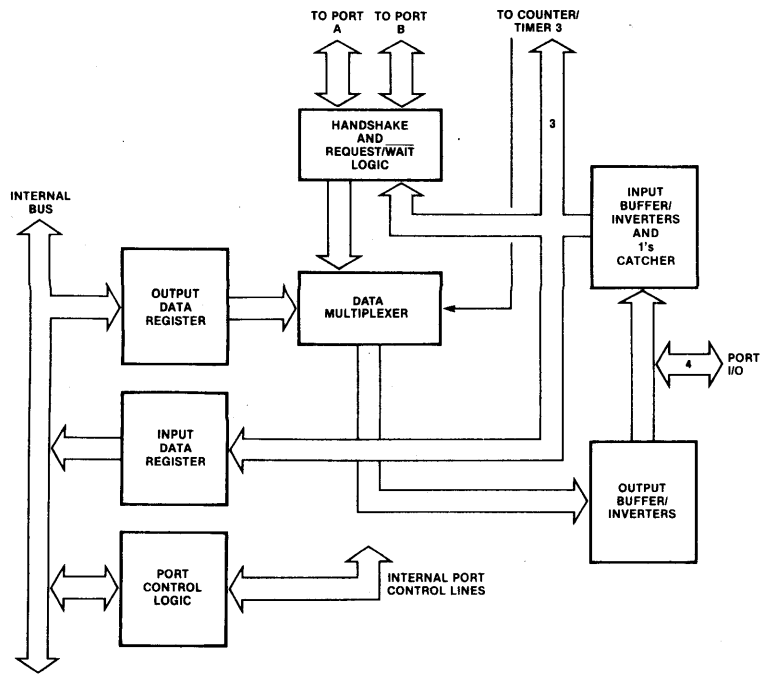 TO PORT
A
TO PORT
B
TO COUNTER/
TIMER 3
3
HANDSHAKE
AND
REQUEST/WAIT
LOGIC
INPUT
BUFFER/
INVERTERS
AND
1's
CATCHER
INTERNAL
BUS
OUTPUT
DATA
REGISTER
DATA
MULTIPLEXER
4
PORT
I/O
INPUT
DATA
REGISTER
OUTPUT
BUFFER/
INVERTERS
PORT
CONTROL
LOGIC
INTERNAL PORT
CONTROL LINES